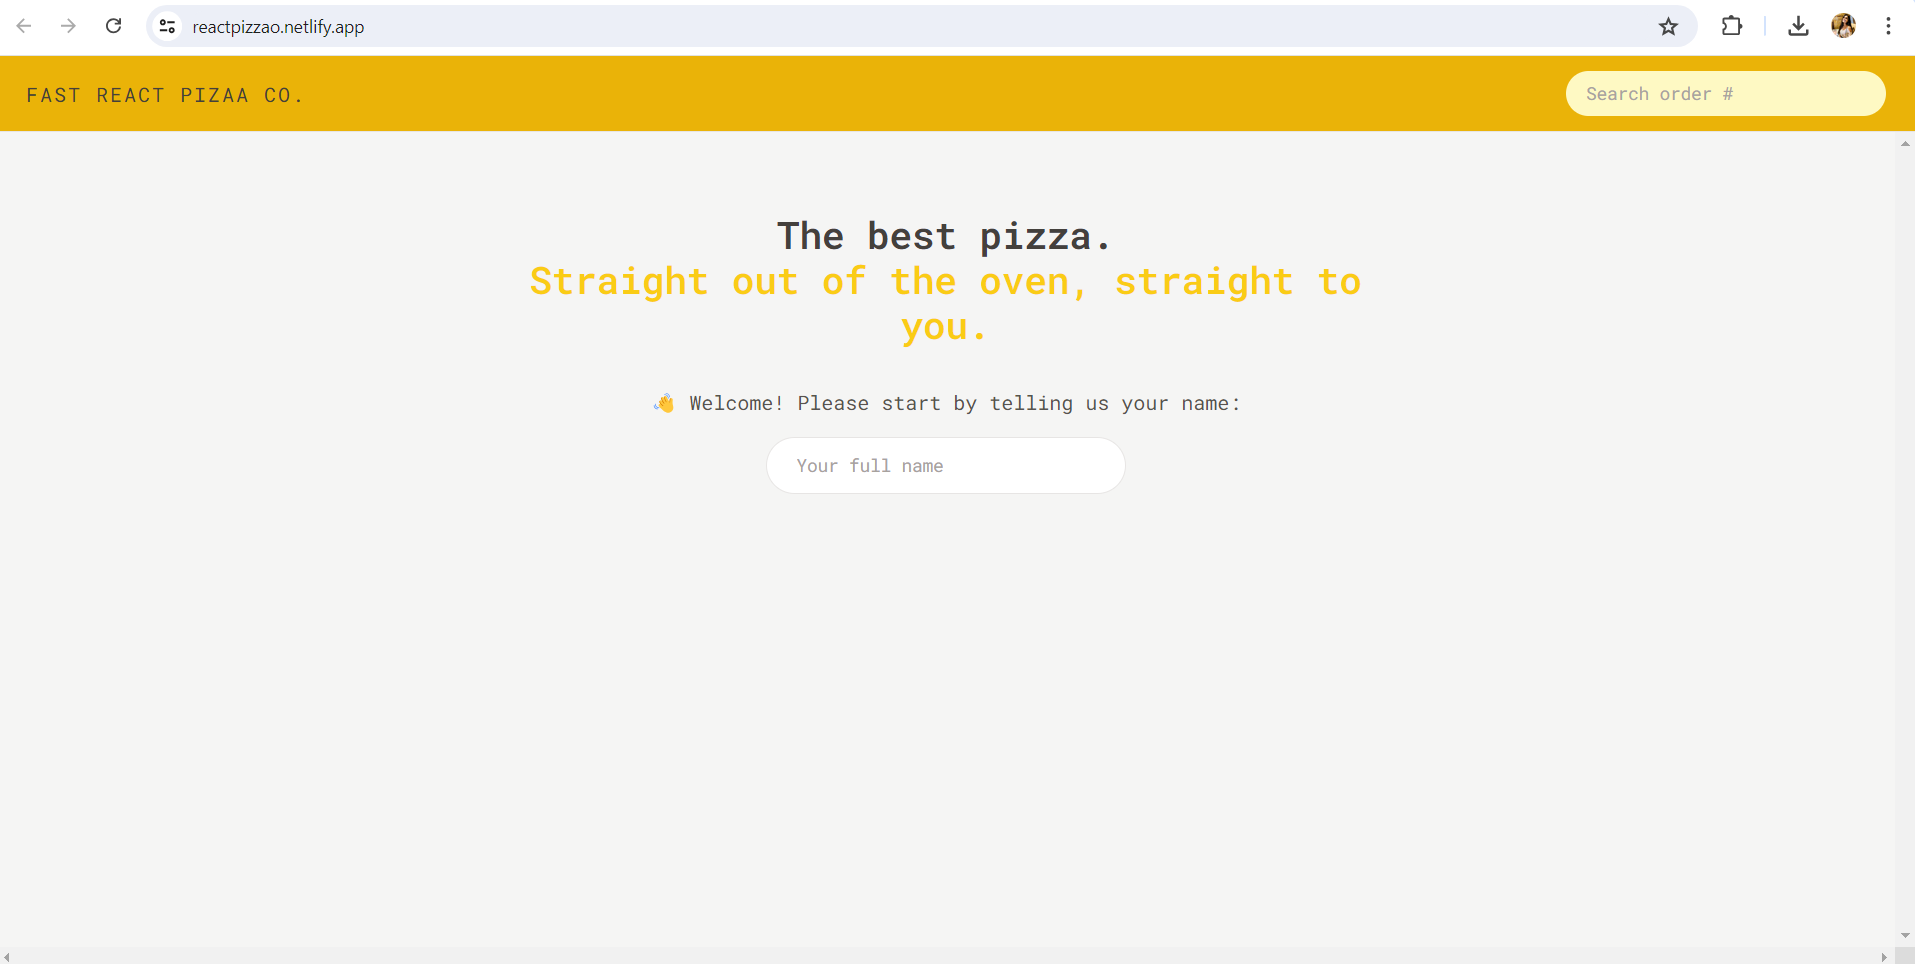 reactpizzao.netlify.app
FAST REACT PIZAA CO.
Search order #
The best pizza.
Straight out of the oven, straight to
you.
👋 Welcome! Please start by telling us your name:
Your full name